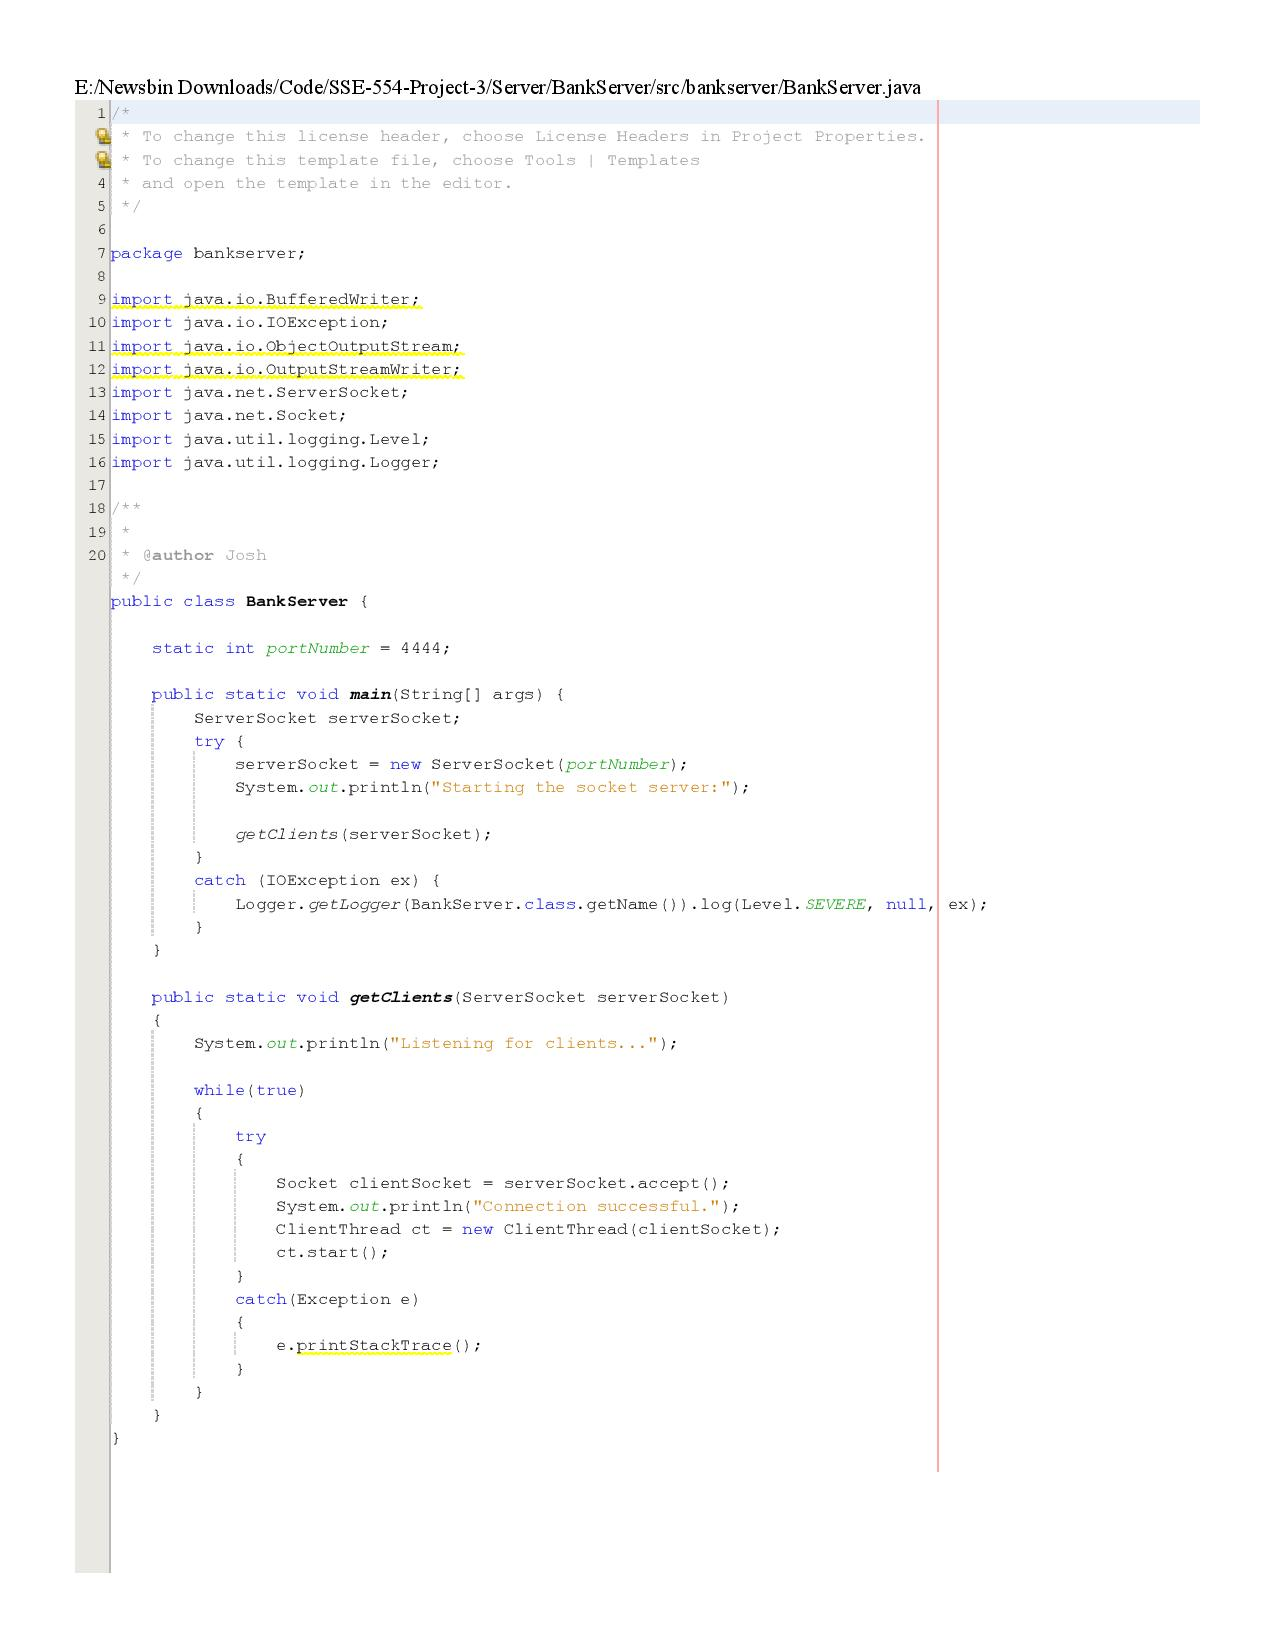 E:/Newsbin Downloads/Code/SSE-554-Project-3/Server/BankServer/src/bankserver/BankServer.java
1 /*
 * To change this license header, choose License Headers in Project Properties.
 * To change this template file, choose Tools | Templates
4 * and open the template in the editor.
5 */
6
7 package bankserver;
8
9 import java.io.BufferedWriter;
10 import java.io.IOException;
11 import java.io.ObjectOutputStream;
12 import java.io.OutputStreamWriter;
13 import java.net.ServerSocket;
14 import java.net.Socket;
15 import java.util.logging.Level;
16 import java.util.logging.Logger;
17
18 /**
19 *
20 * @author Josh
 */
public class BankServer {

    static int portNumber = 4444;

    public static void main(String[] args) {
        ServerSocket serverSocket;
        try {
            serverSocket = new ServerSocket(portNumber);
            System.out.println("Starting the socket server:");

            getClients(serverSocket);
        }
        catch (IOException ex) {
            Logger.getLogger(BankServer.class.getName()).log(Level.SEVERE, null, ex);
        }
    }

    public static void getClients(ServerSocket serverSocket)
    {
        System.out.println("Listening for clients...");

        while(true)
        {
            try
            {
                Socket clientSocket = serverSocket.accept();
                System.out.println("Connection successful.");
                ClientThread ct = new ClientThread(clientSocket);
                ct.start();
            }
            catch(Exception e)
            {
                e.printStackTrace();
            }
        }
    }
}